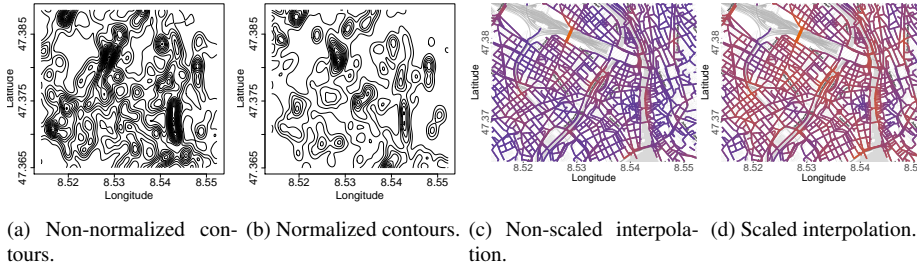 47.385
47.375
47.365
Latitude
8.52 8.53 8.54 8.55
Longitude
47.385
47.375
47.365
Latitude
8.52 8.53 8.54 8.55
Longitude
47.38
47.37
Latitude
8.52 8.53 8.54 8.55
Longitude
47.38
47.37
Latitude
8.52 8.53 8.54 8.55
Longitude
(a) Non-normalized con-
tours.
(b) Normalized contours.
(c) Non-scaled interpola-
tion.
(d) Scaled interpolation.